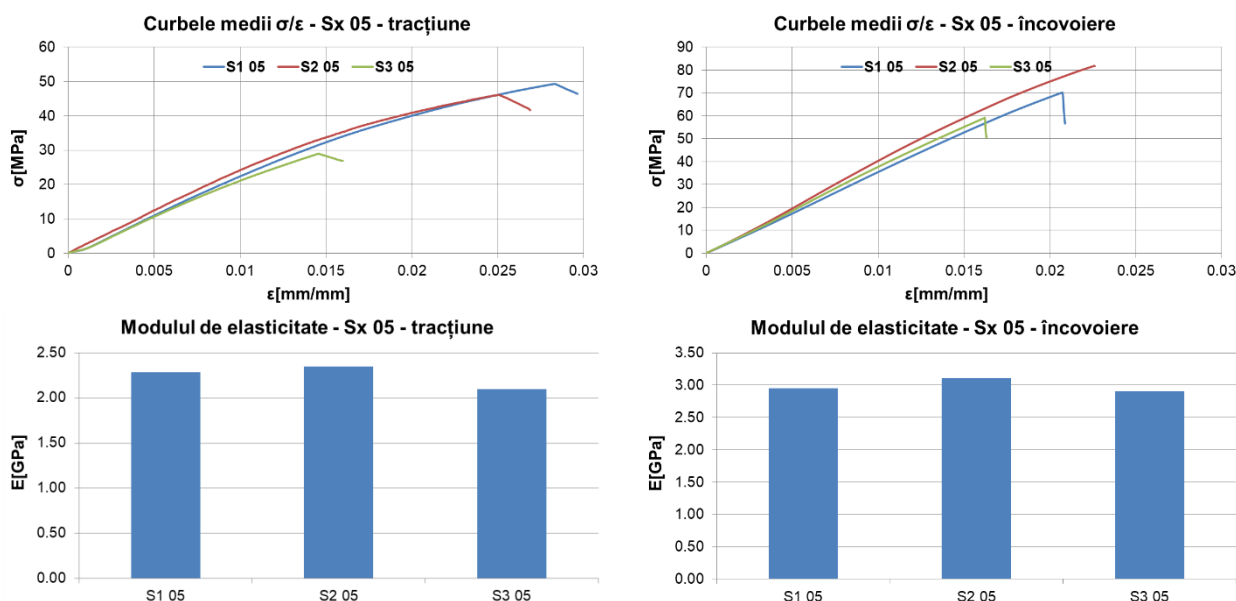 Curbele medii σ/ε - Sx 05 - tracțiune
60
50
40
30
20
10
0
σ[MPa]
S1 05 S2 05 S3 05
0 0.005 0.01 0.015 0.02 0.025 0.03
ε[mm/mm]
Curbele medii σ/ε - Sx 05 - încovoiere
90
80
70
60
50
40
30
20
10
0
σ[MPa]
S1 05 S2 05 S3 05
0 0.005 0.01 0.015 0.02 0.025 0.03
ε[mm/mm]
Modulul de elasticitate - Sx 05 - tracțiune
2.50
2.00
1.50
1.00
0.50
0.00
E[GPa]
S1 05 S2 05 S3 05
Modulul de elasticitate - Sx 05 - încovoiere
3.50
3.00
2.50
2.00
1.50
1.00
0.50
0.00
E[GPa]
S1 05 S2 05 S3 05